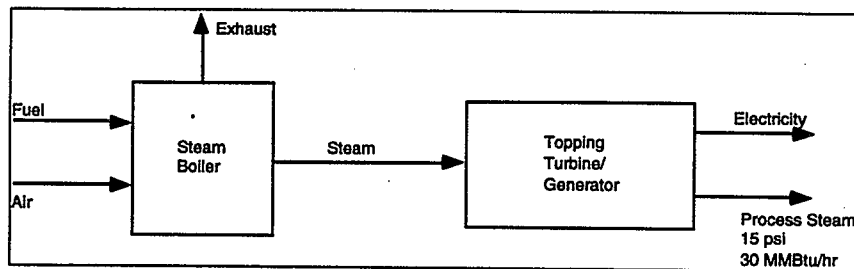 Exhaust
Fuel
Air
Steam
Boiler
Steam
Topping
Turbine/
Generator
Electricity
Process Steam
15 psi
30 MMBtu/hr